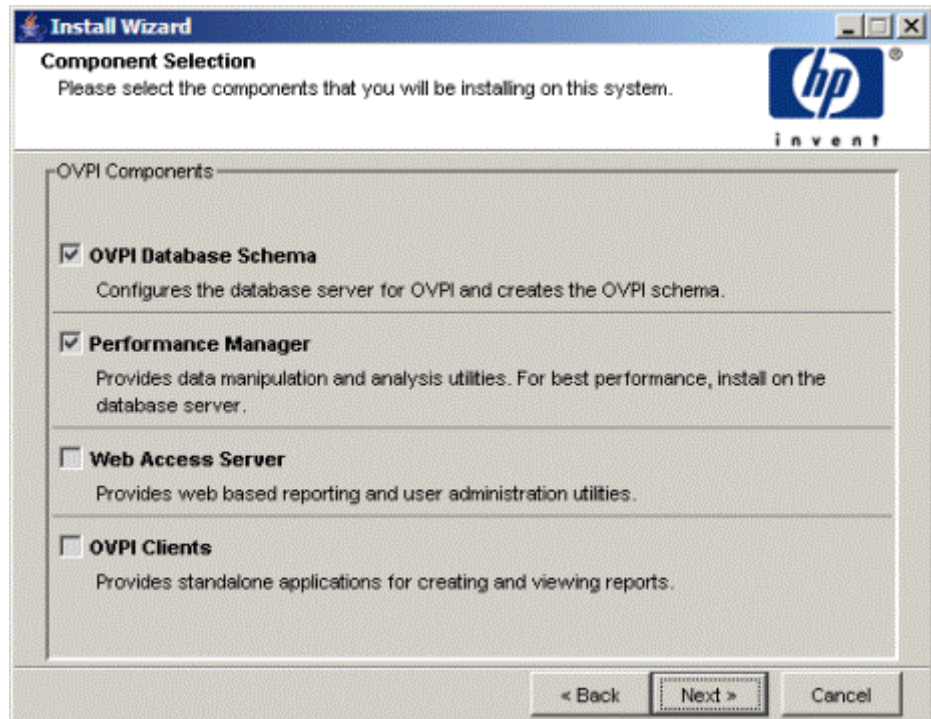 Install Wizard
Component Selection
Please select the components that you will be installing on this system.
hp
®
invent
OVPI Components
OVPI Database Schema
Configures the database server for OVPI and creates the OVPI schema.
Performance Manager
Provides data manipulation and analysis utilities. For best performance, install on the
database server.
Web Access Server
Provides web based reporting and user administration utilities.
OVPI Clients
Provides standalone applications for creating and viewing reports.
< Back
Next >
Cancel